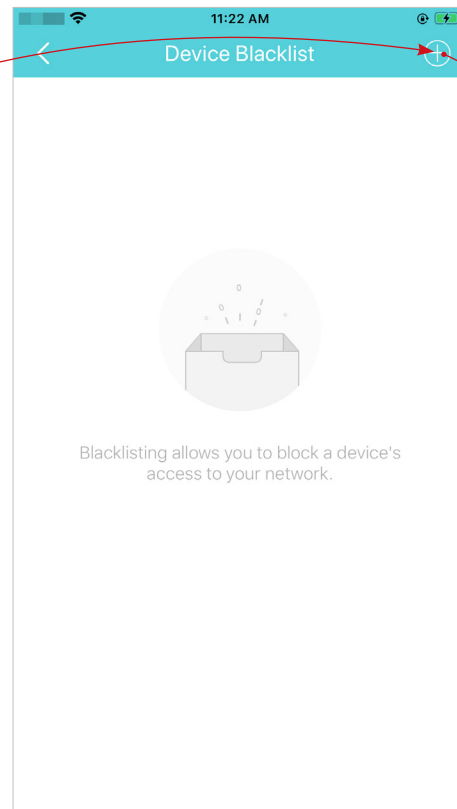 11:22 AM
Device Blacklist
Blacklisting allows you to block a device's
access to your network.